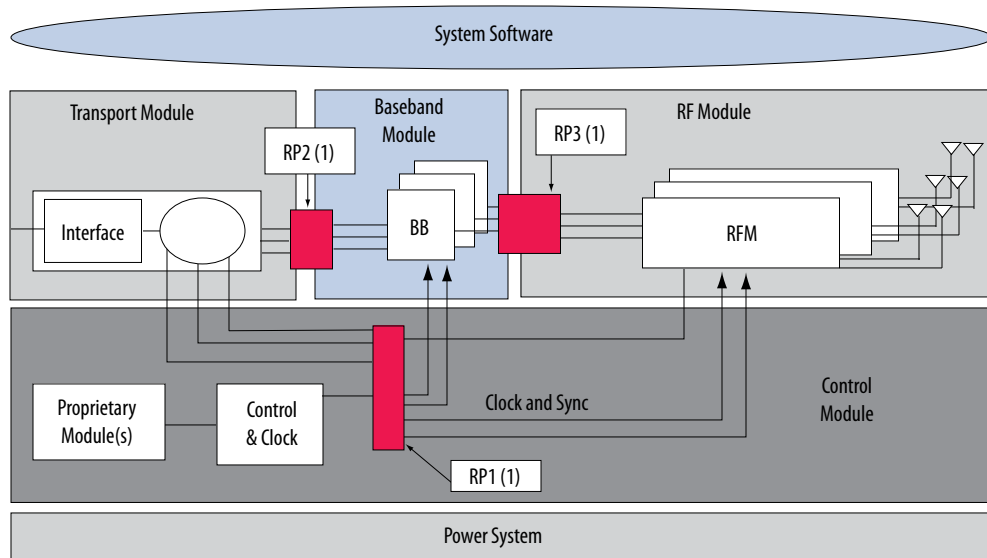 System Software
Transport Module
Baseband
Module
RF Module
RP2 (1)
RP3 (1)
Interface
BB
RFM
Proprietary
Module(s)
Control
& Clock
Clock and Sync
Control
Module
RP1 (1)
Power System